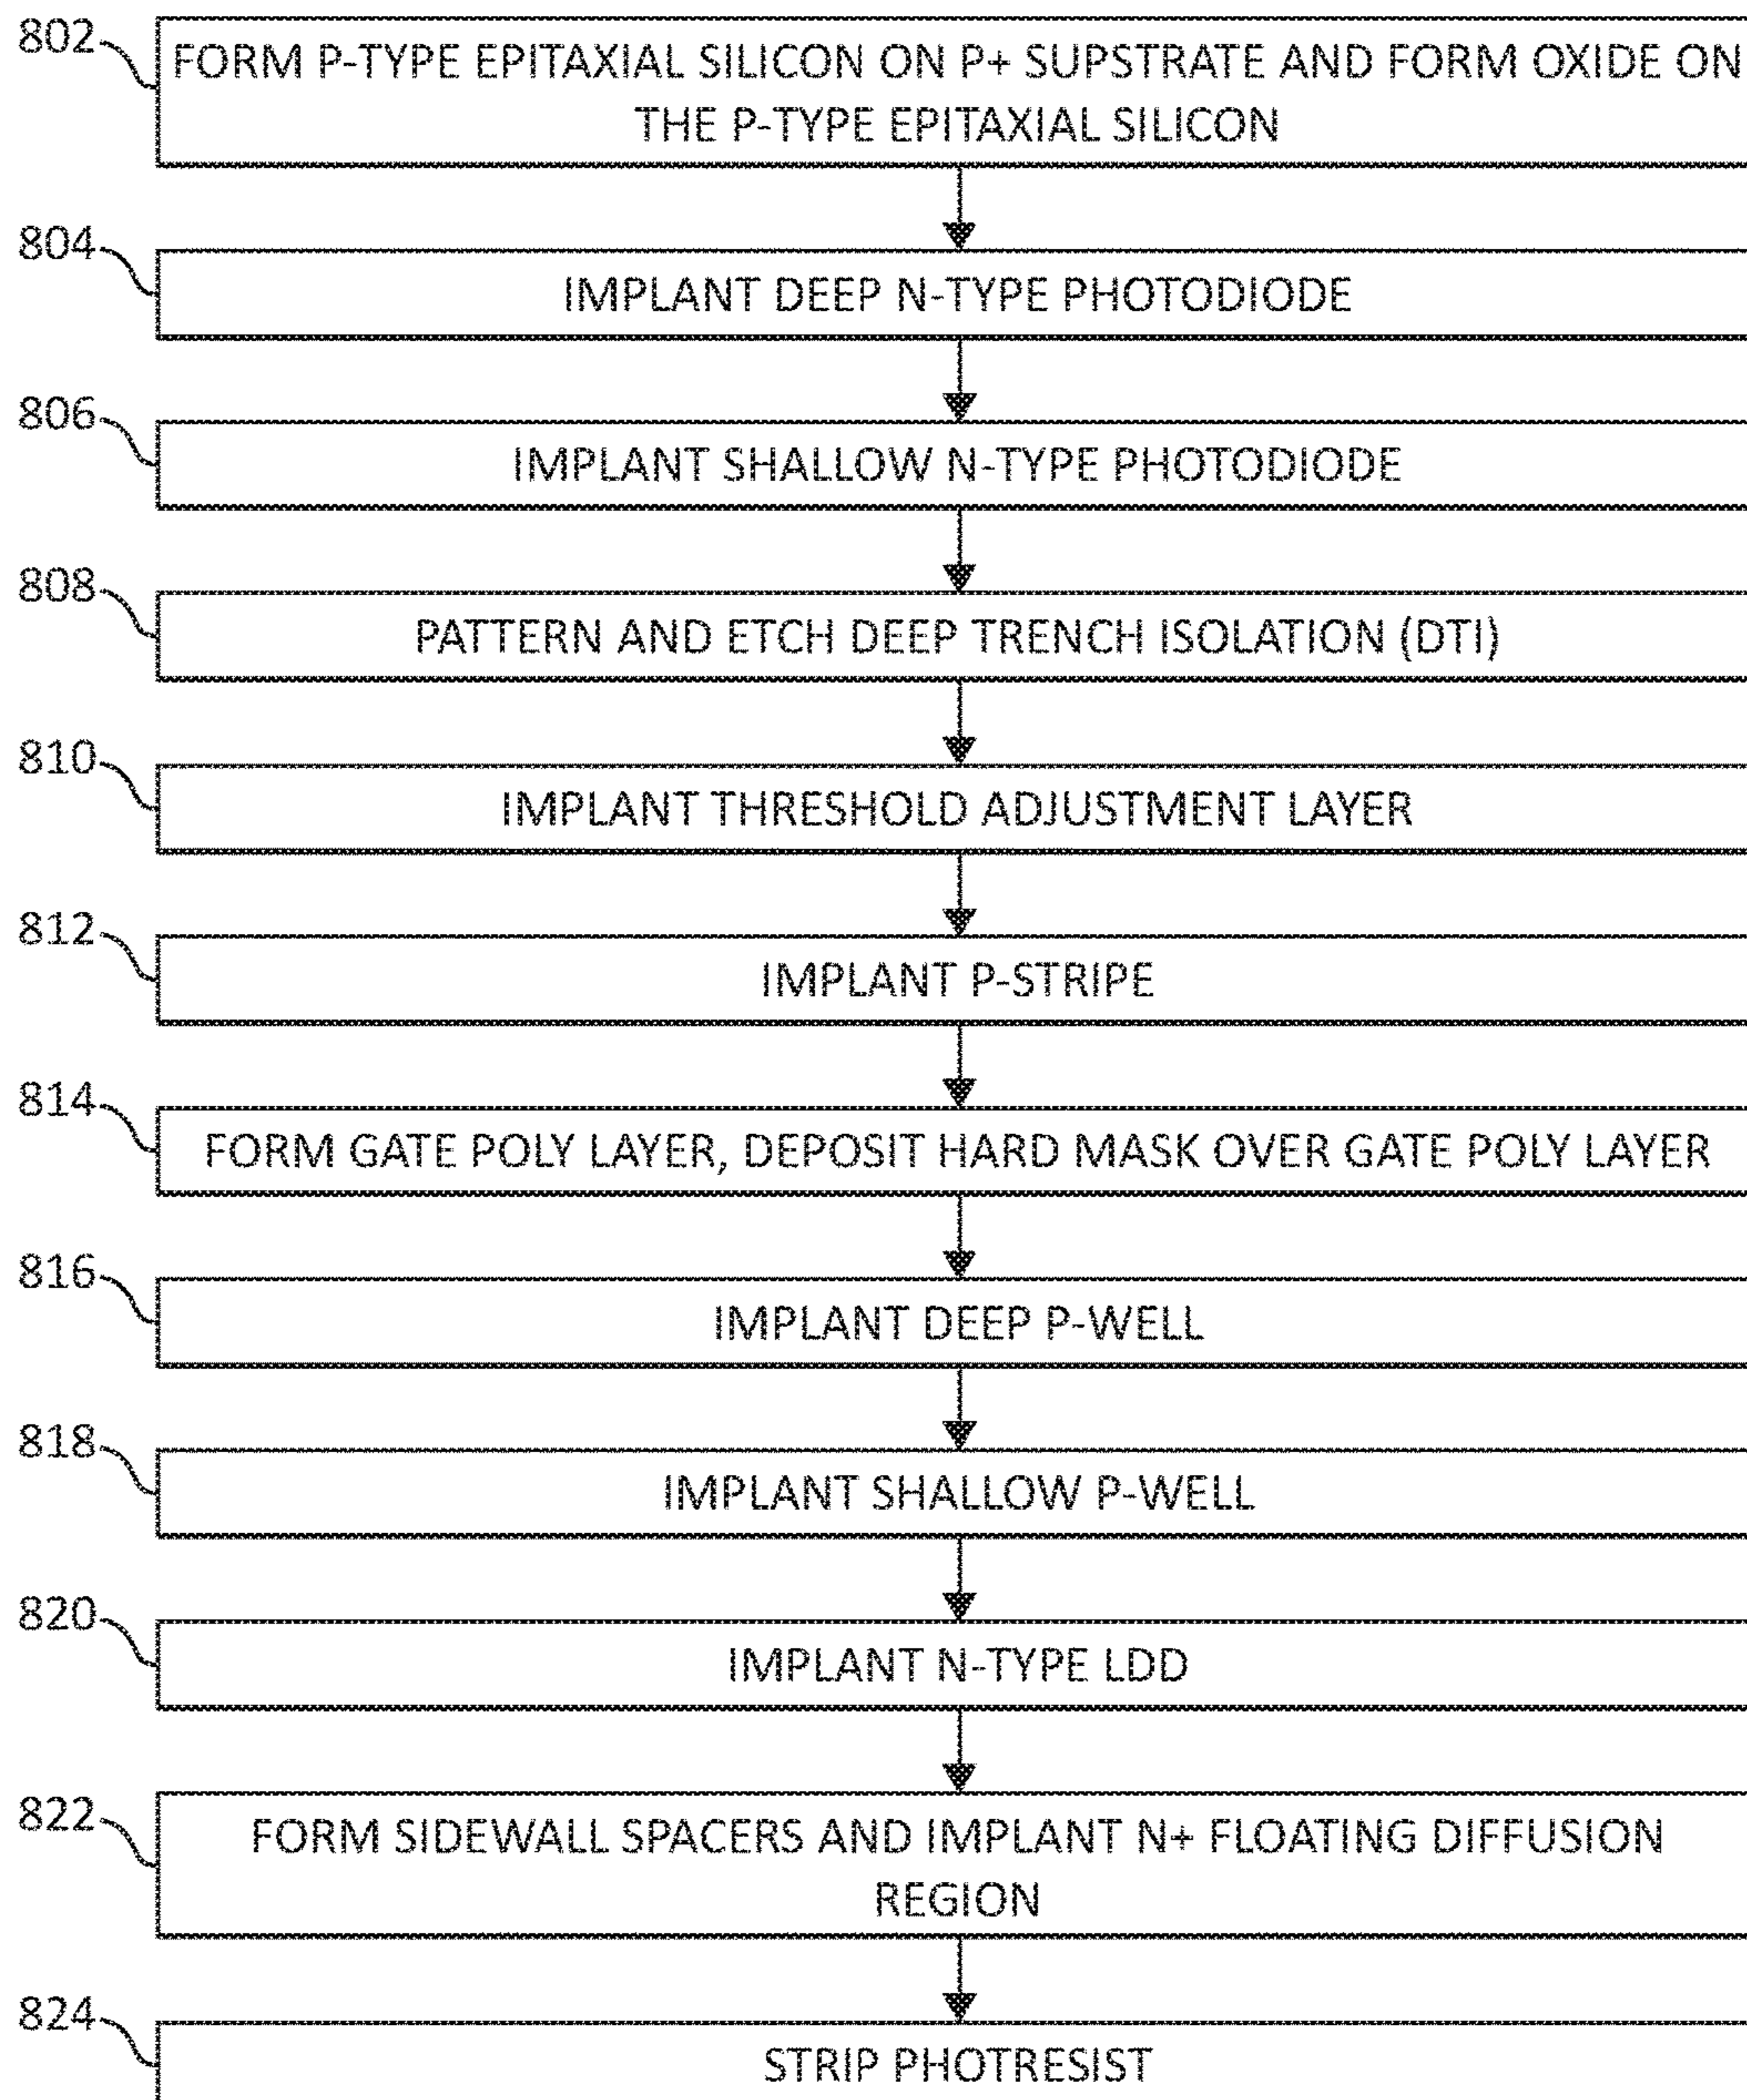 802
FORM P-TYPE EPITAXIAL SILICON ON P+ SUPSTRATE AND FORM OXIDE ON
THE P-TYPE EPITAXIAL SILICON
804
IMPLANT DEEP N-TYPE PHOTODIODE
806
IMPLANT SHALLOW N-TYPE PHOTODIODE
808
PATTERN AND ETCH DEEP TRENCH ISOLATION (DTI)
810
IMPLANT THRESHOLD ADJUSTMENT LAYER
812
IMPLANT P-STRIPE
814
FORM GATE POLY LAYER, DEPOSIT HARD MASK OVER GATE POLY LAYER
816
IMPLANT DEEP P-WELL
818
IMPLANT SHALLOW P-WELL
820
IMPLANT N-TYPE LDD
822
FORM SIDEWALL SPACERS AND IMPLANT N+ FLOATING DIFFUSION
REGION
824
STRIP PHOTRESIST